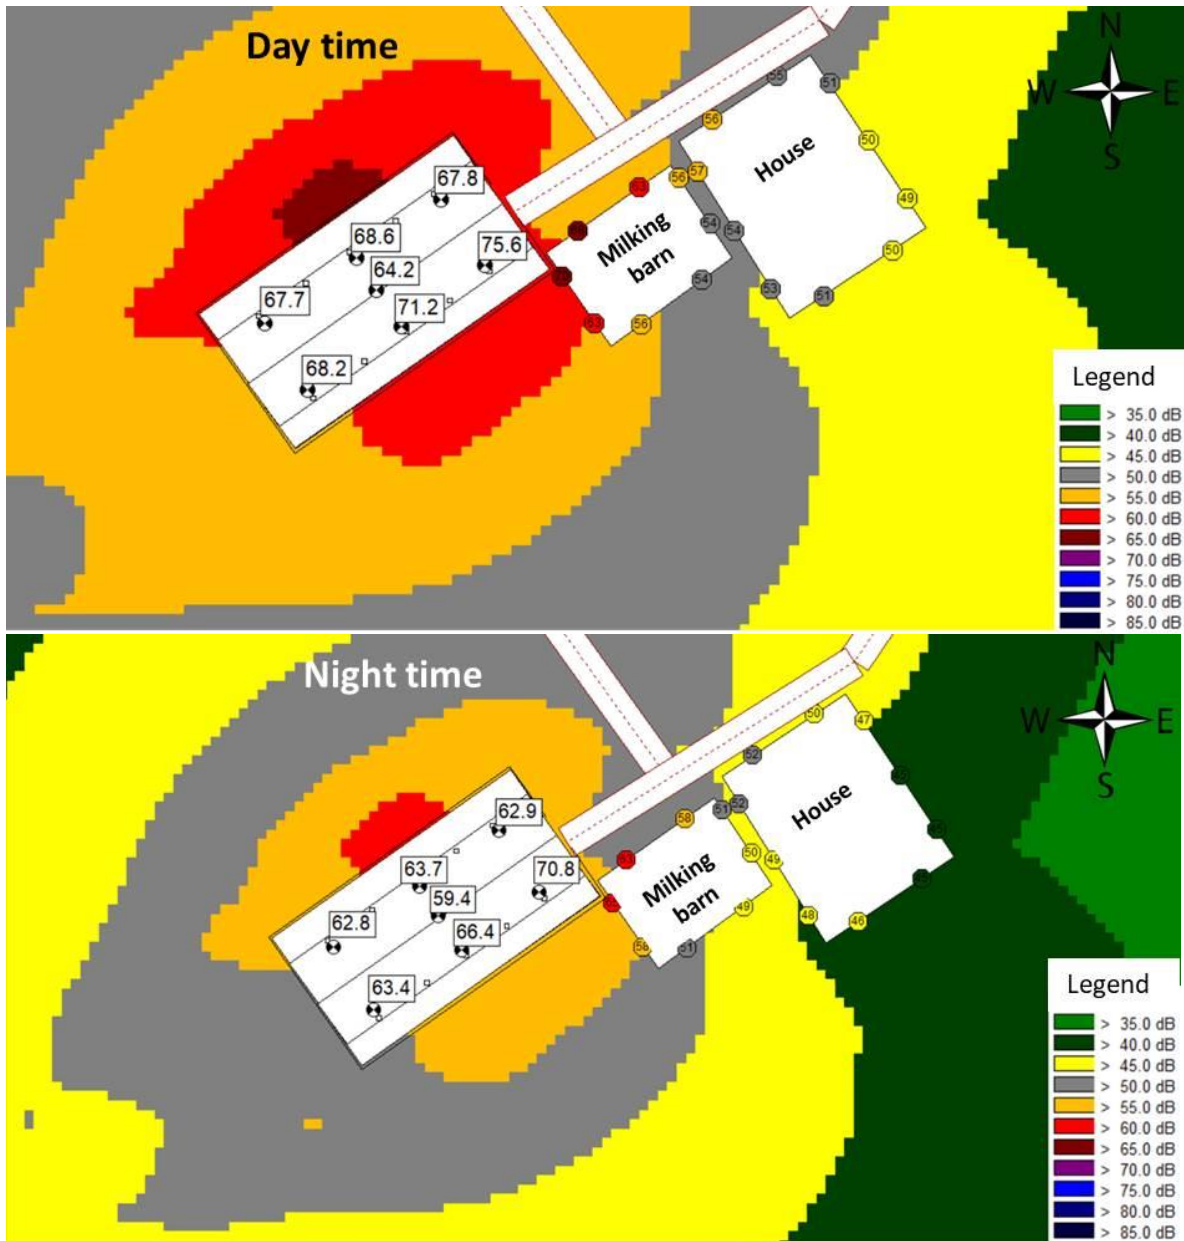 Day time
N
W
E
S
67.8
68.6
75.6
64.2
67.7
71.2
68.2
55
51
56
50
House
57
56
63
49
54
54
Milking
barn
50
54
53
51
63
56
Legend
> 35.0 dB
> 40.0 dB
> 45.0 dB
> 50.0 dB
> 55.0 dB
> 60.0 dB
> 65.0 dB
> 70.0 dB
> 75.0 dB
> 80.0 dB
> 85.0 dB
Night time
N
W
E
S
62.9
63.7
70.8
59.4
62.8
66.4
63.4
50
47
52
House
52
51
58
50
49
63
Milking
barn
49
48
46
58
51
Legend
> 35.0 dB
> 40.0 dB
> 45.0 dB
> 50.0 dB
> 55.0 dB
> 60.0 dB
> 65.0 dB
> 70.0 dB
> 75.0 dB
> 80.0 dB
> 85.0 dB